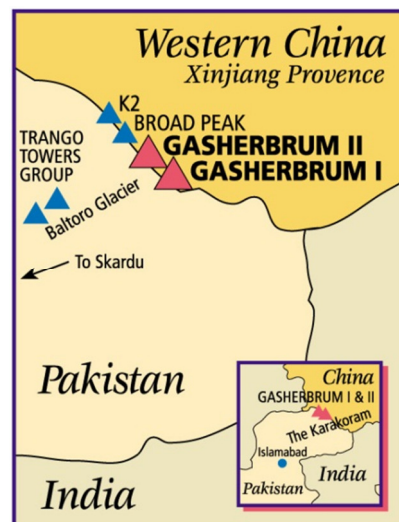 Western China
Xinjiang Provence
K2
BROAD PEAK
GASHERBRUM II
GASHERBRUM I
TRANGO
TOWERS
GROUP
Baltoro Glacier
To Skardu
Pakistan
India
China
GASHERBRUM I & II
The Karakoram
Islamabad
India
Pakistan